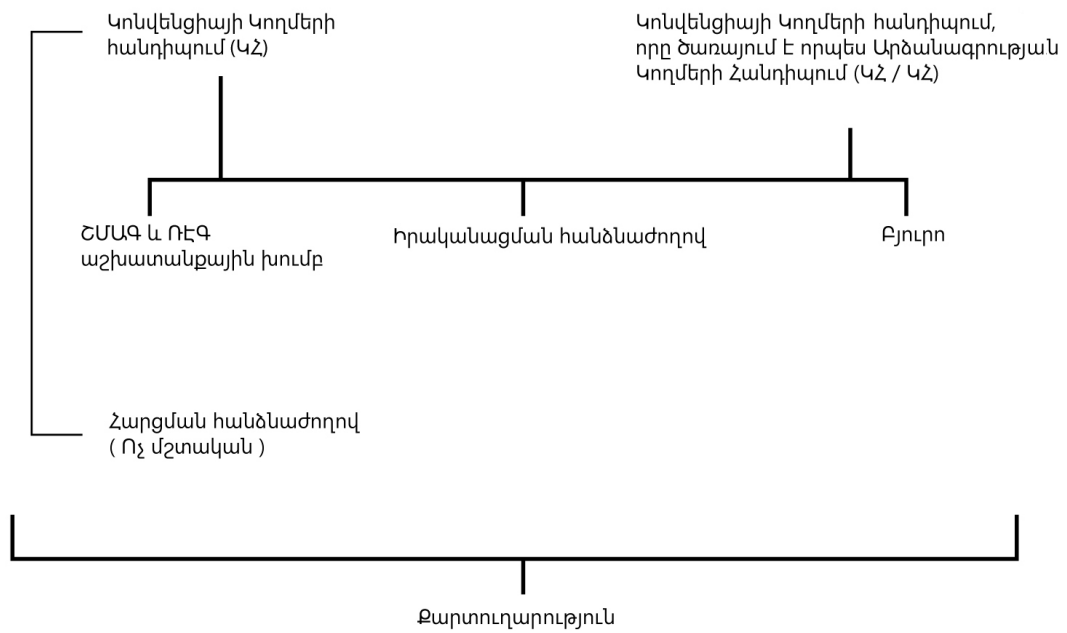 Կոնվենցիայի Կողմերի
հանդիպում (ԿՀ)
Կոնվենցիայի Կողմերի հանդիպում,
որը ծառայում է որպես Արձանագրության
Կողմերի Հանդիպում (ԿՀ / ԿՀ)
ՇՄԱԳ և ՌԷԳ
աշխատանքային խումբ
Իրականացման հանձնաժողով
Բյուրո
Հարցման հանձնաժողով
( Ոչ մշտական )
Քարտուղարություն